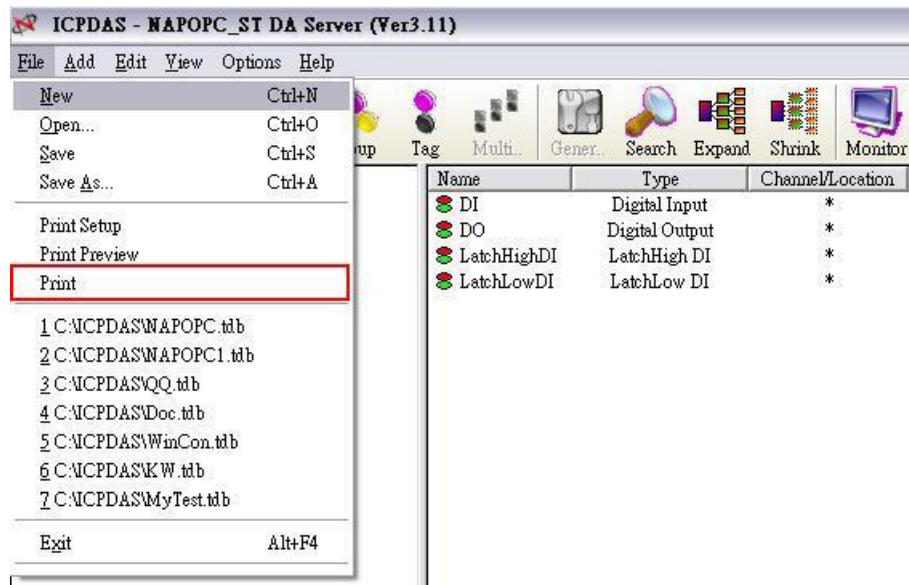 ICPDAS - NAPOPC_ST DA Server (Ver3.11)
File Add Edit View Options Help
New Ctrl+N
Open... Ctrl+O
Save Ctrl+S
Save As... Ctrl+A
Print Setup
Print Preview
Print
1 C:\ICPDAS\NAPOPC.tdb
2 C:\ICPDAS\NAPOPC1.tdb
3 C:\ICPDAS\QQ.tdb
4 C:\ICPDAS\Doc.tdb
5 C:\ICPDAS\WinCon.tdb
6 C:\ICPDAS\KW.tdb
7 C:\ICPDAS\MyTest.tdb
Exit Alt+F4
oup Tag Multi... Gener... Search Expand Shrink Monitor
Name Type Channel/Location
DI Digital Input *
DO Digital Output *
LatchHighDI LatchHigh DI *
LatchLowDI LatchLow DI *